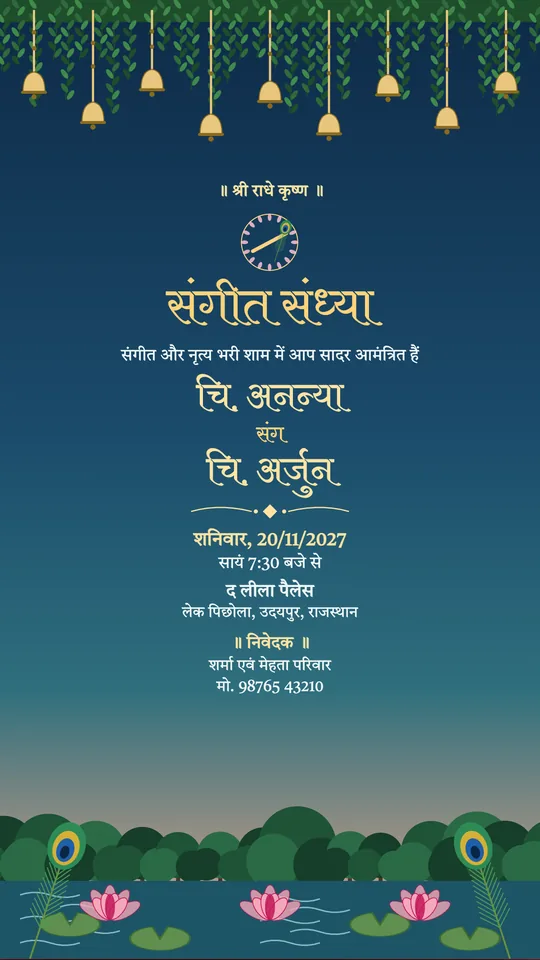 ॥ श्री राधे कृष्ण ॥
संगीत संध्या
संगीत और नृत्य भरी शाम में आप सादर आमंत्रित हैं
चि. अनन्या
संग
चि. अर्जुन
शनिवार, 20/11/2027
सायं 7:30 बजे से
द लीला पैलेस
लेक पिछोला, उदयपुर, राजस्थान
॥ निवेदक ॥
शर्मा एवं मेहता परिवार
मो. 98765 43210